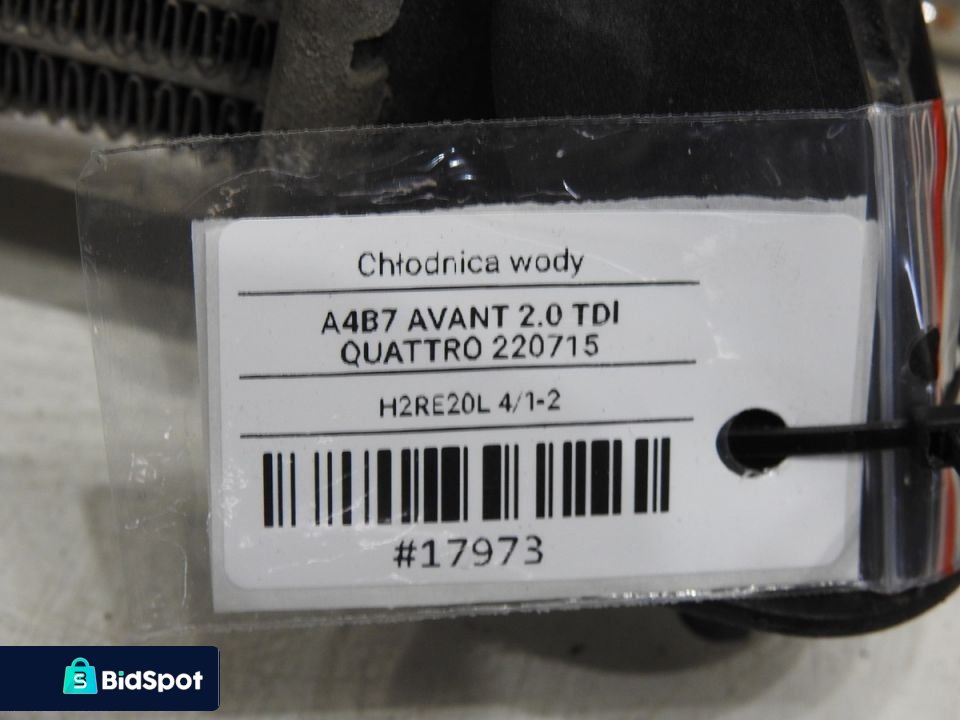 Chłodnica wody
A4B7 AVANT 2.0 TDI
QUATTRO 220715
H2RE20L 4/1-2
#17973
S BidSpot